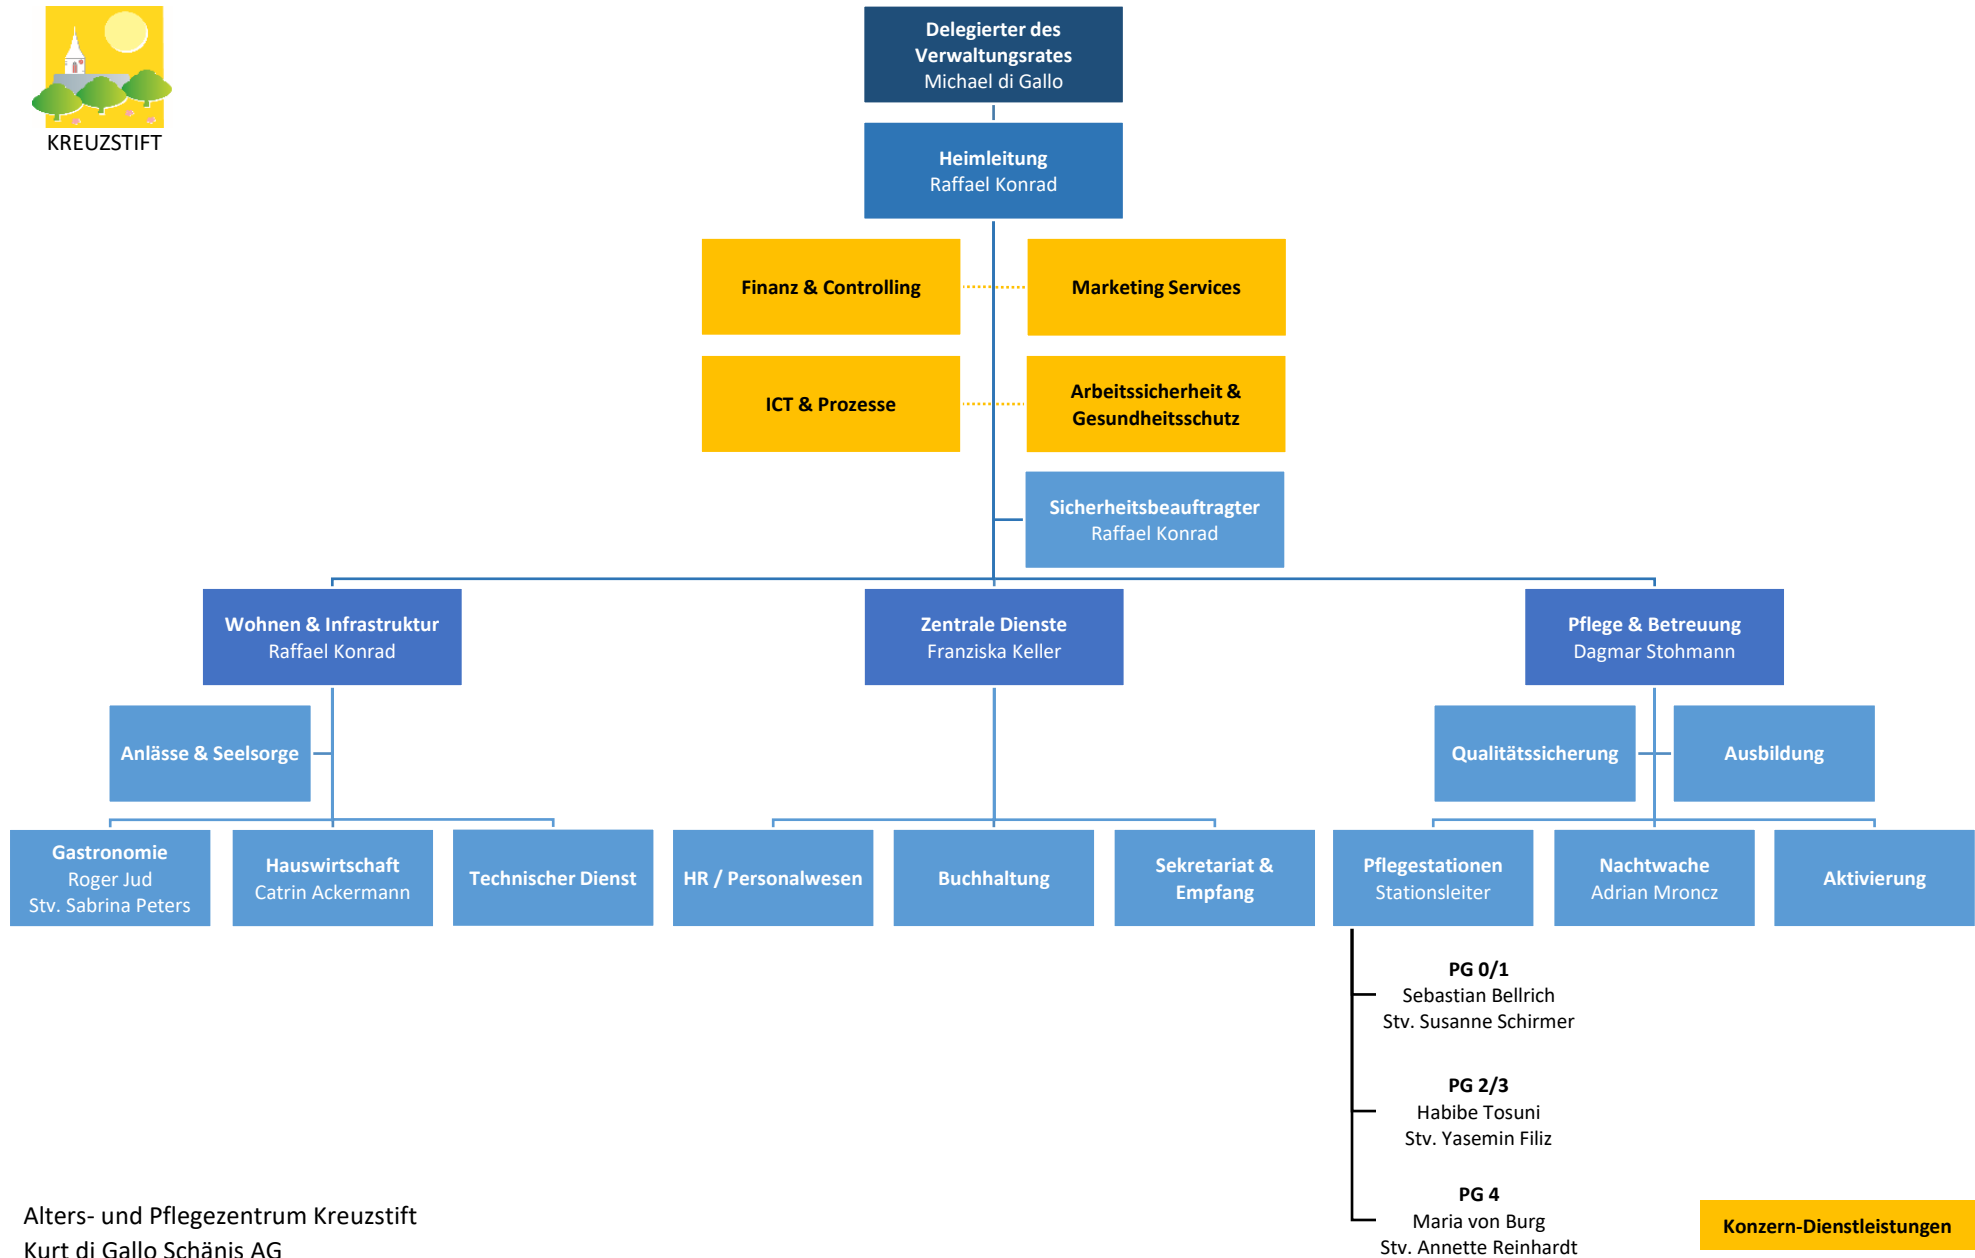 KREUZSTIFT
Delegierter des
Verwaltungsrates
Michael di Gallo
Heimleitung
Raffael Konrad
Finanz & Controlling
Marketing Services
ICT & Prozesse
Arbeitssicherheit &
Gesundheitsschutz
Sicherheitsbeauftragter
Raffael Konrad
Wohnen & Infrastruktur
Raffael Konrad
Zentrale Dienste
Franziska Keller
Pflege & Betreuung
Dagmar Stohmann
Anlässe & Seelsorge
Qualitätssicherung
Ausbildung
Gastronomie
Roger Jud
Stv. Sabrina Peters
Hauswirtschaft
Catrin Ackermann
Technischer Dienst
HR / Personalwesen
Buchhaltung
Sekretariat &
Empfang
Pflegestationen
Stationsleiter
Nachtwache
Adrian Mroncz
Aktivierung
PG 0/1
Sebastian Bellrich
Stv. Susanne Schirmer
PG 2/3
Habibe Tosuni
Stv. Yasemin Filiz
PG 4
Maria von Burg
Stv. Annette Reinhardt
Alters- und Pflegezentrum Kreuzstift
Kurt di Gallo Schänis AG
Konzern-Dienstleistungen